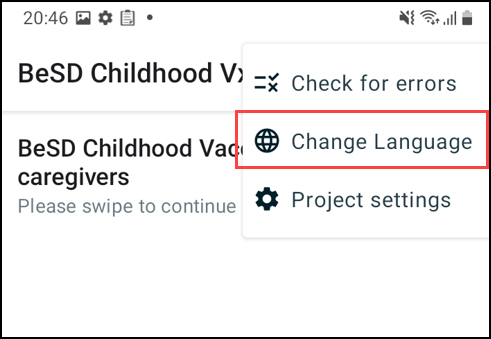 20:46
BeSD Childhood Vx
Check for errors
Change Language
BeSD Childhood Vacc
caregivers
Project settings
Please swipe to continue